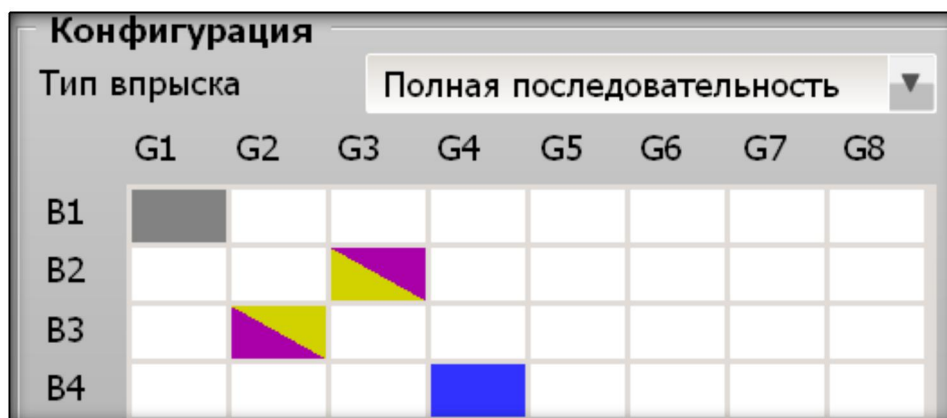 Конфигурация
Тип впрыска Полная последовательность
G1 G2 G3 G4 G5 G6 G7 G8
B1
B2
B3
B4